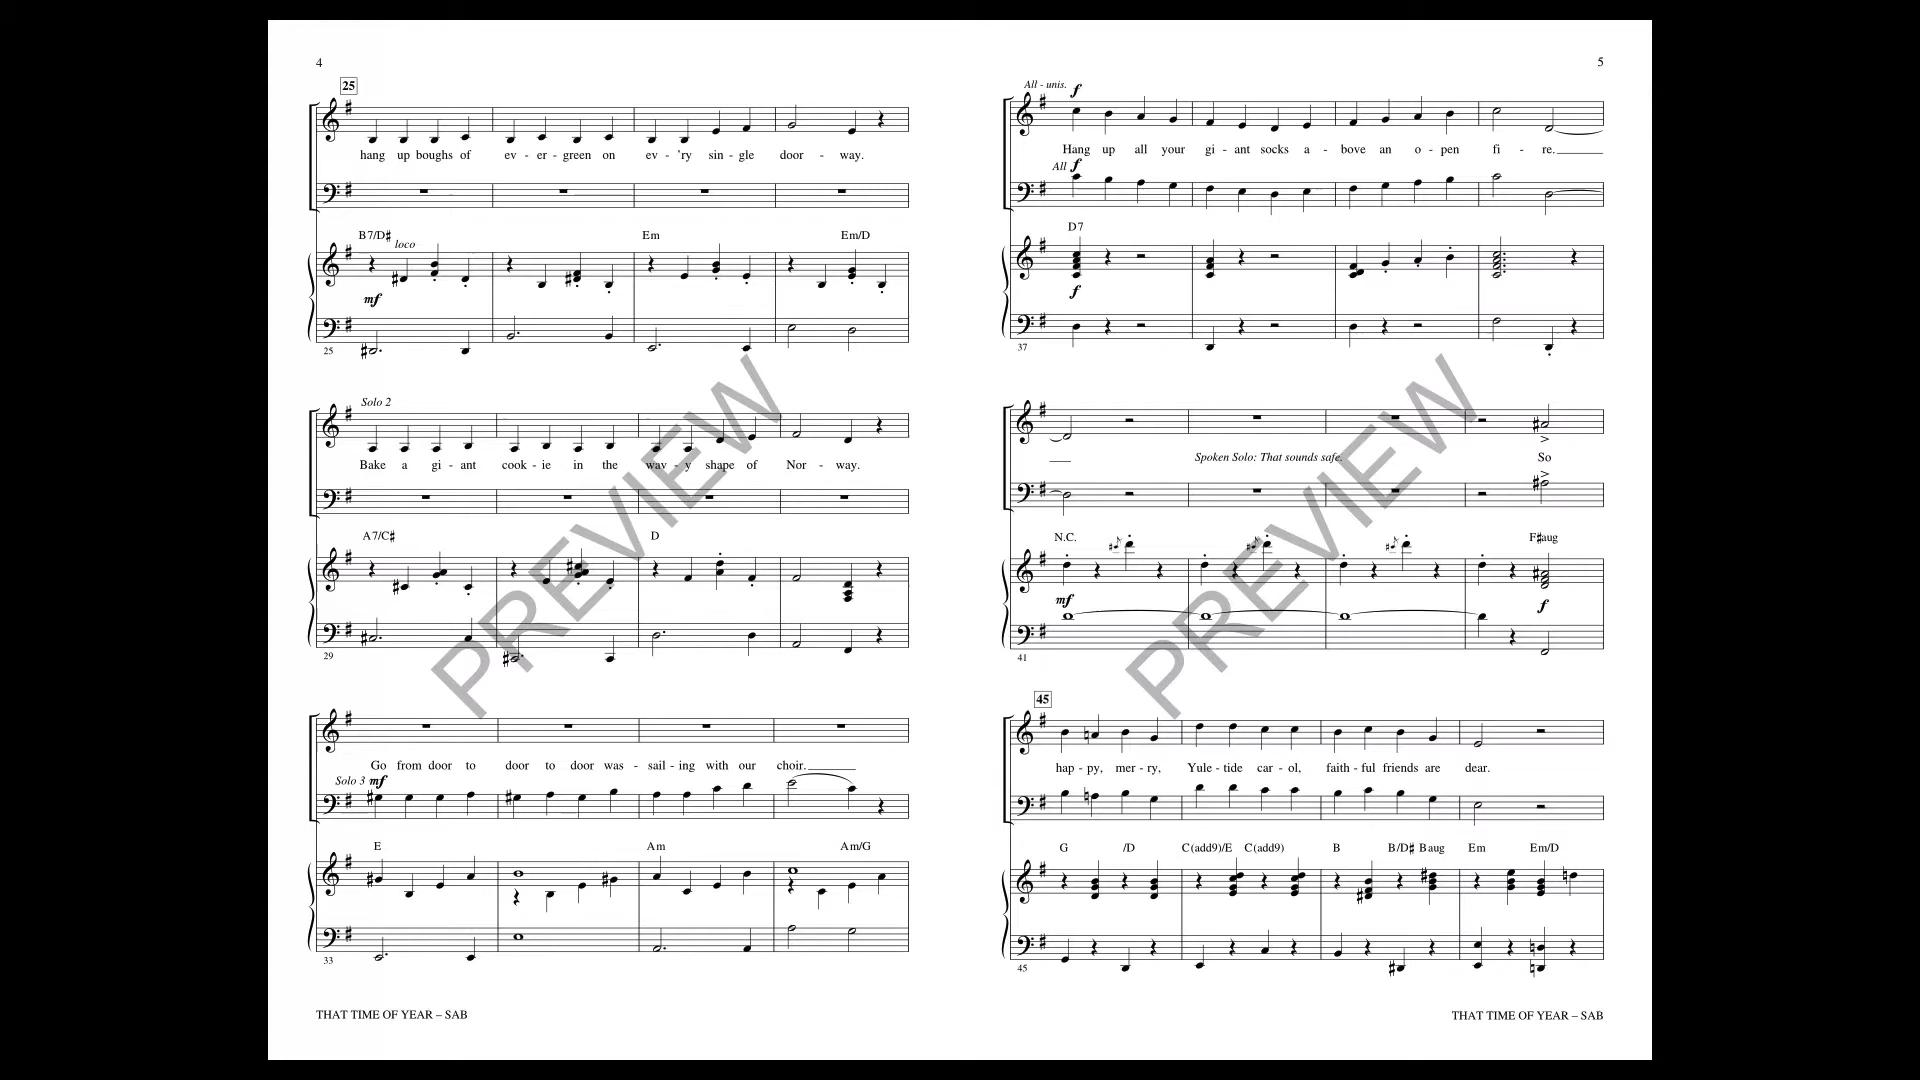 4
25
hang up boughs of ev - er - green on ev - 'ry sin - gle door - way.
B7/D♯ Em Em/D
loco
mf
25
Solo 2
Bake a gi - ant cook - ie in the wav - y shape of Nor - way.
A7/C♯ D
29
Go from door to door to door was - sail - ing with our choir.
Solo 3 mf
E Am Am/G
33
THAT TIME OF YEAR – SAB
PREVIEW
5
All - unis. f
Hang up all your gi - ant socks a - bove an o - pen fi - re.
All f
D7
f
37
Spoken Solo: That sounds safe. So
N.C. F♯aug
mf f
41
45
hap - py, mer - ry, Yule - tide car - ol, faith - ful friends are dear.
G /D C(add9)/E C(add9) B B/D♯ Baug Em Em/D
45
THAT TIME OF YEAR – SAB
PREVIEW